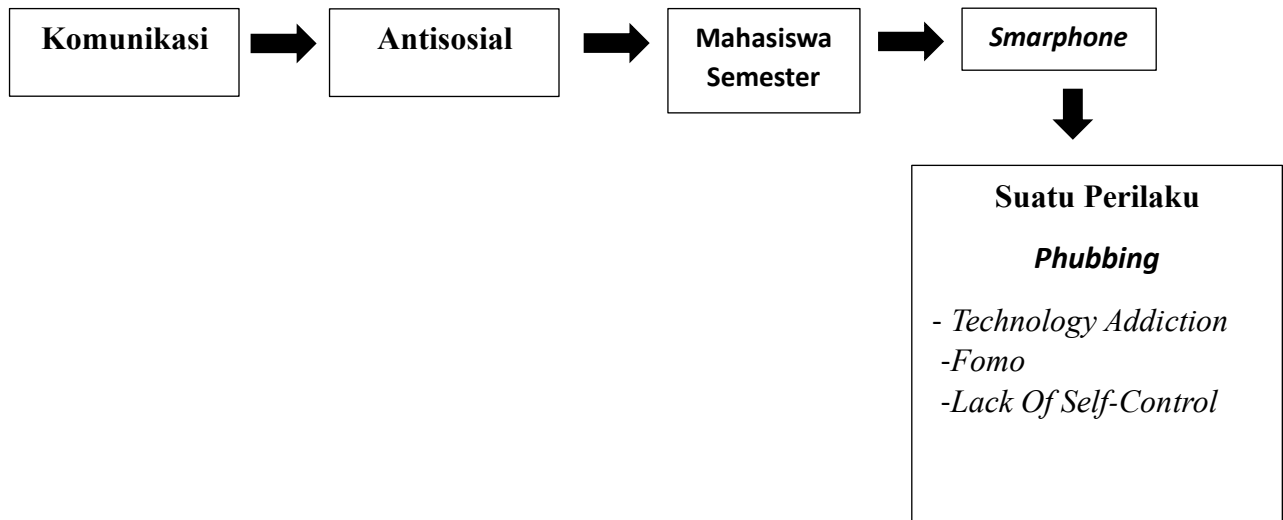 Komunikasi
Antisosial
Mahasiswa
Semester
Smarphone
Suatu Perilaku
Phubbing
- Technology Addiction
-Fomo
-Lack Of Self-Control